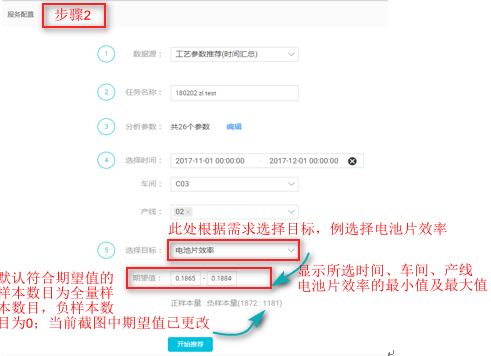 服务配置 步骤2
1 数据源： 工艺参数推荐(时间汇总)
2 任务名称： 180202 zl test
3 分析参数： 共26个参数 编辑
4 选择时间： 2017-11-01 00:00:00 - 2017-12-01 00:00:00
车间： C03
产线： 02 ×
此处根据需求选择目标，例选择电池片效率
5 选择目标： 电池片效率
期望值： 0.1865 - 0.1884
显示所选时间、车间、产线
电池片效率的最小值及最大值
默认符合期望值的
样本数目为全量样
本数目，负样本数
目为0；当前截图中期望值已更改
正样本量 : 负样本量(1872 : 1181)
开始推荐